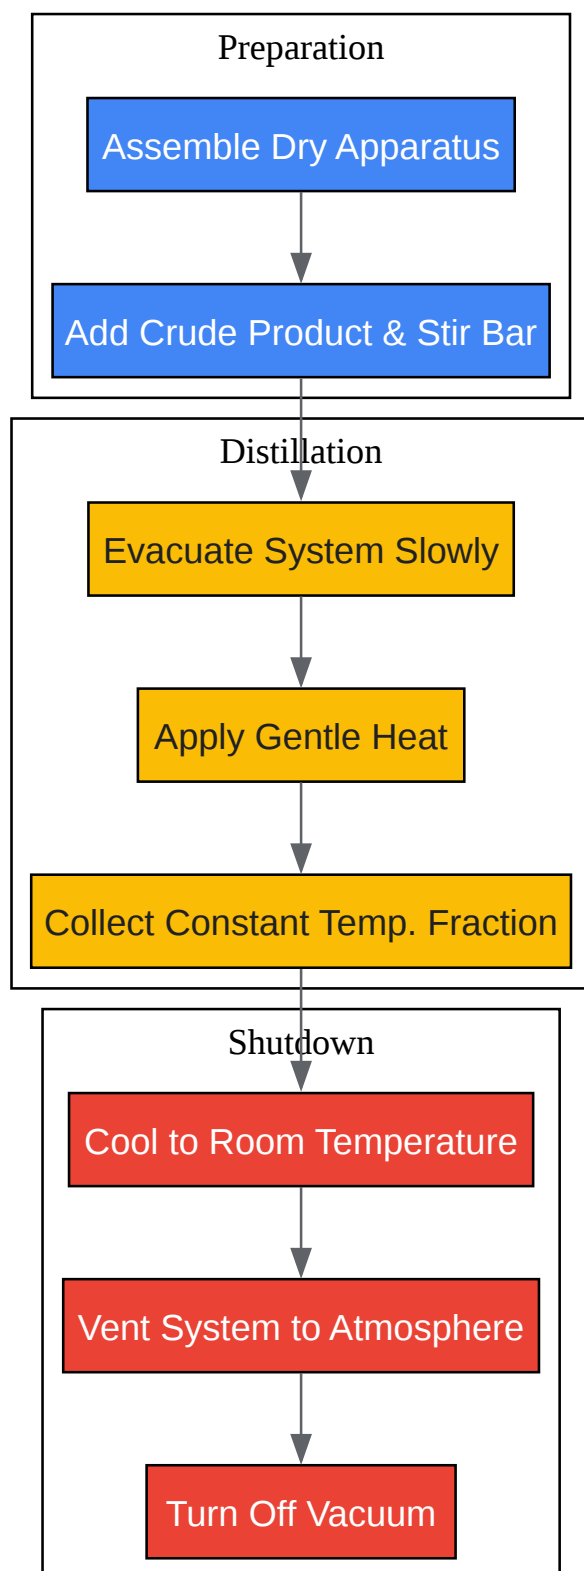 Preparation
Assemble Dry Apparatus
Add Crude Product & Stir Bar
Distillation
Evacuate System Slowly
Apply Gentle Heat
Collect Constant Temp. Fraction
Shutdown
Cool to Room Temperature
Vent System to Atmosphere
Turn Off Vacuum